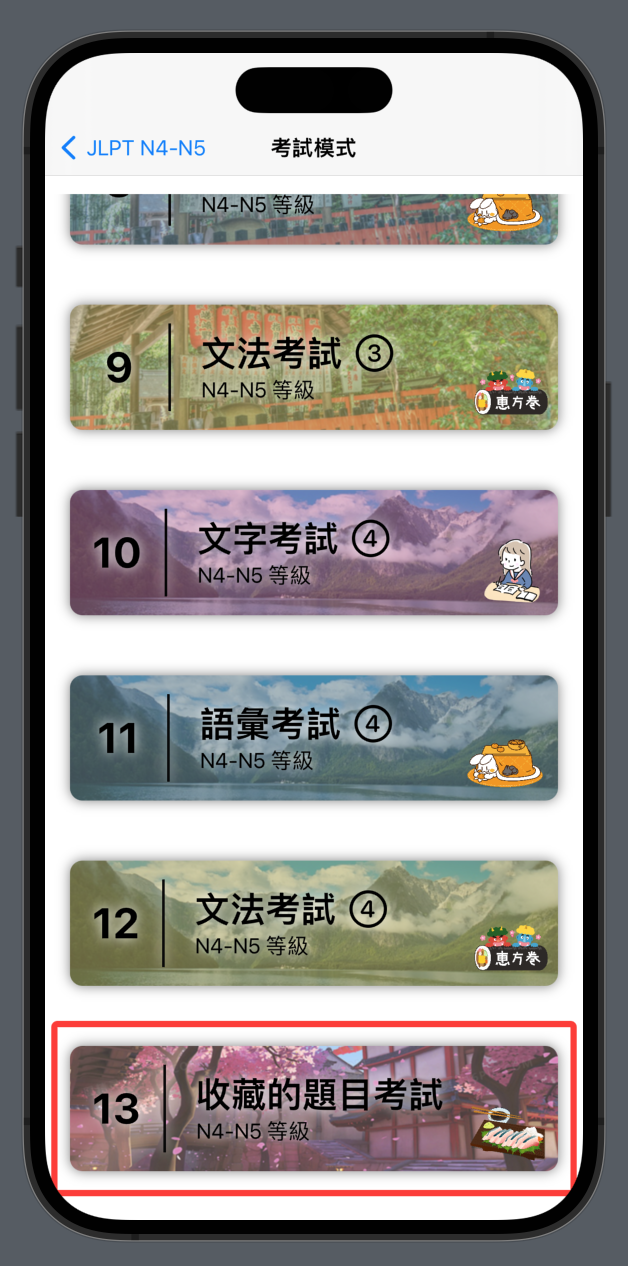 JLPT N4-N5
考試模式
N4-N5 等級
9
文法考試 ③
N4-N5 等級
恵方巻
10
文字考試 ④
N4-N5 等級
11
語彙考試 ④
N4-N5 等級
12
文法考試 ④
N4-N5 等級
恵方巻
13
收藏的題目考試
N4-N5 等級